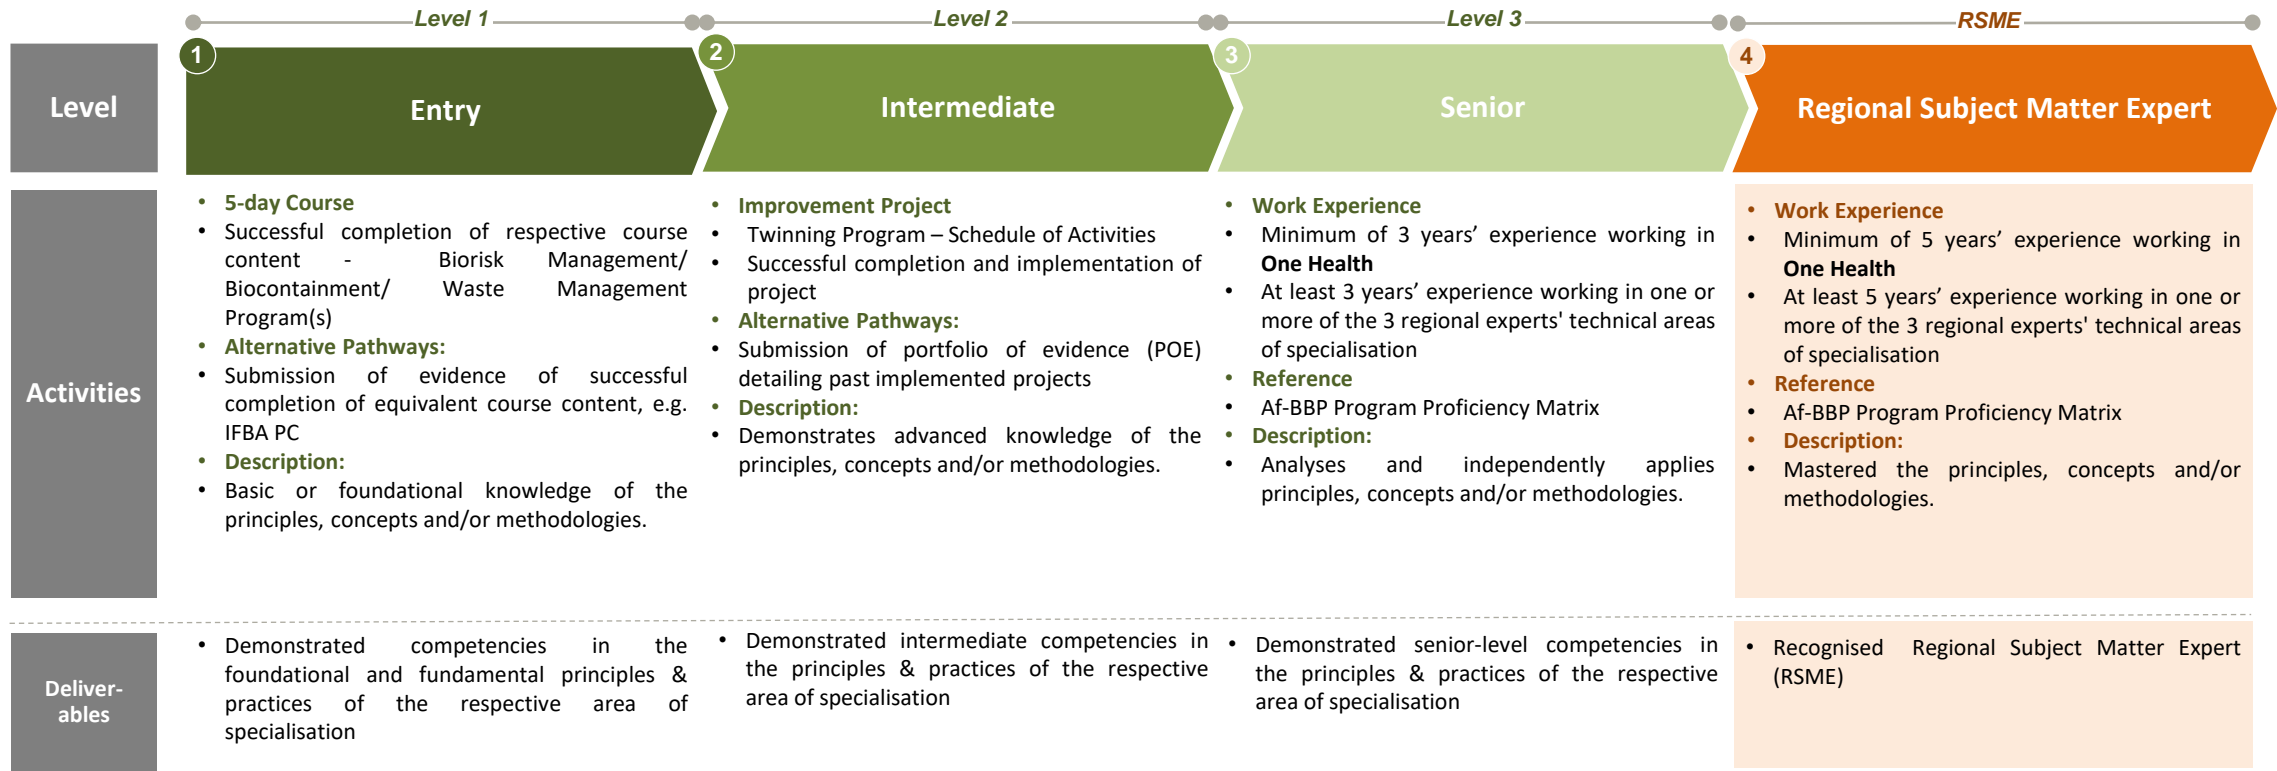 Level 1
Level 2
Level 3
RSME
Level
1
Entry
2
Intermediate
3
Senior
4
Regional Subject Matter Expert
Activities
• 5-day Course
• Successful completion of respective course
content - Biorisk Management/
Biocontainment/ Waste Management
Program(s)
• Alternative Pathways:
• Submission of evidence of successful
completion of equivalent course content, e.g.
IFBA PC
• Description:
• Basic or foundational knowledge of the
principles, concepts and/or methodologies.
• Improvement Project
• Twinning Program – Schedule of Activities
• Successful completion and implementation of
project
• Alternative Pathways:
• Submission of portfolio of evidence (POE)
detailing past implemented projects
• Description:
• Demonstrates advanced knowledge of the
principles, concepts and/or methodologies.
• Work Experience
• Minimum of 3 years’ experience working in
One Health
• At least 3 years’ experience working in one or
more of the 3 regional experts' technical areas
of specialisation
• Reference
• Af-BBP Program Proficiency Matrix
• Description:
• Analyses and independently applies
principles, concepts and/or methodologies.
• Work Experience
• Minimum of 5 years’ experience working in
One Health
• At least 5 years’ experience working in one or
more of the 3 regional experts' technical areas
of specialisation
• Reference
• Af-BBP Program Proficiency Matrix
• Description:
• Mastered the principles, concepts and/or
methodologies.
Deliver-
ables
• Demonstrated competencies in the
foundational and fundamental principles &
practices of the respective area of
specialisation
• Demonstrated intermediate competencies in
the principles & practices of the respective
area of specialisation
• Demonstrated senior-level competencies in
the principles & practices of the respective
area of specialisation
• Recognised Regional Subject Matter Expert
(RSME)